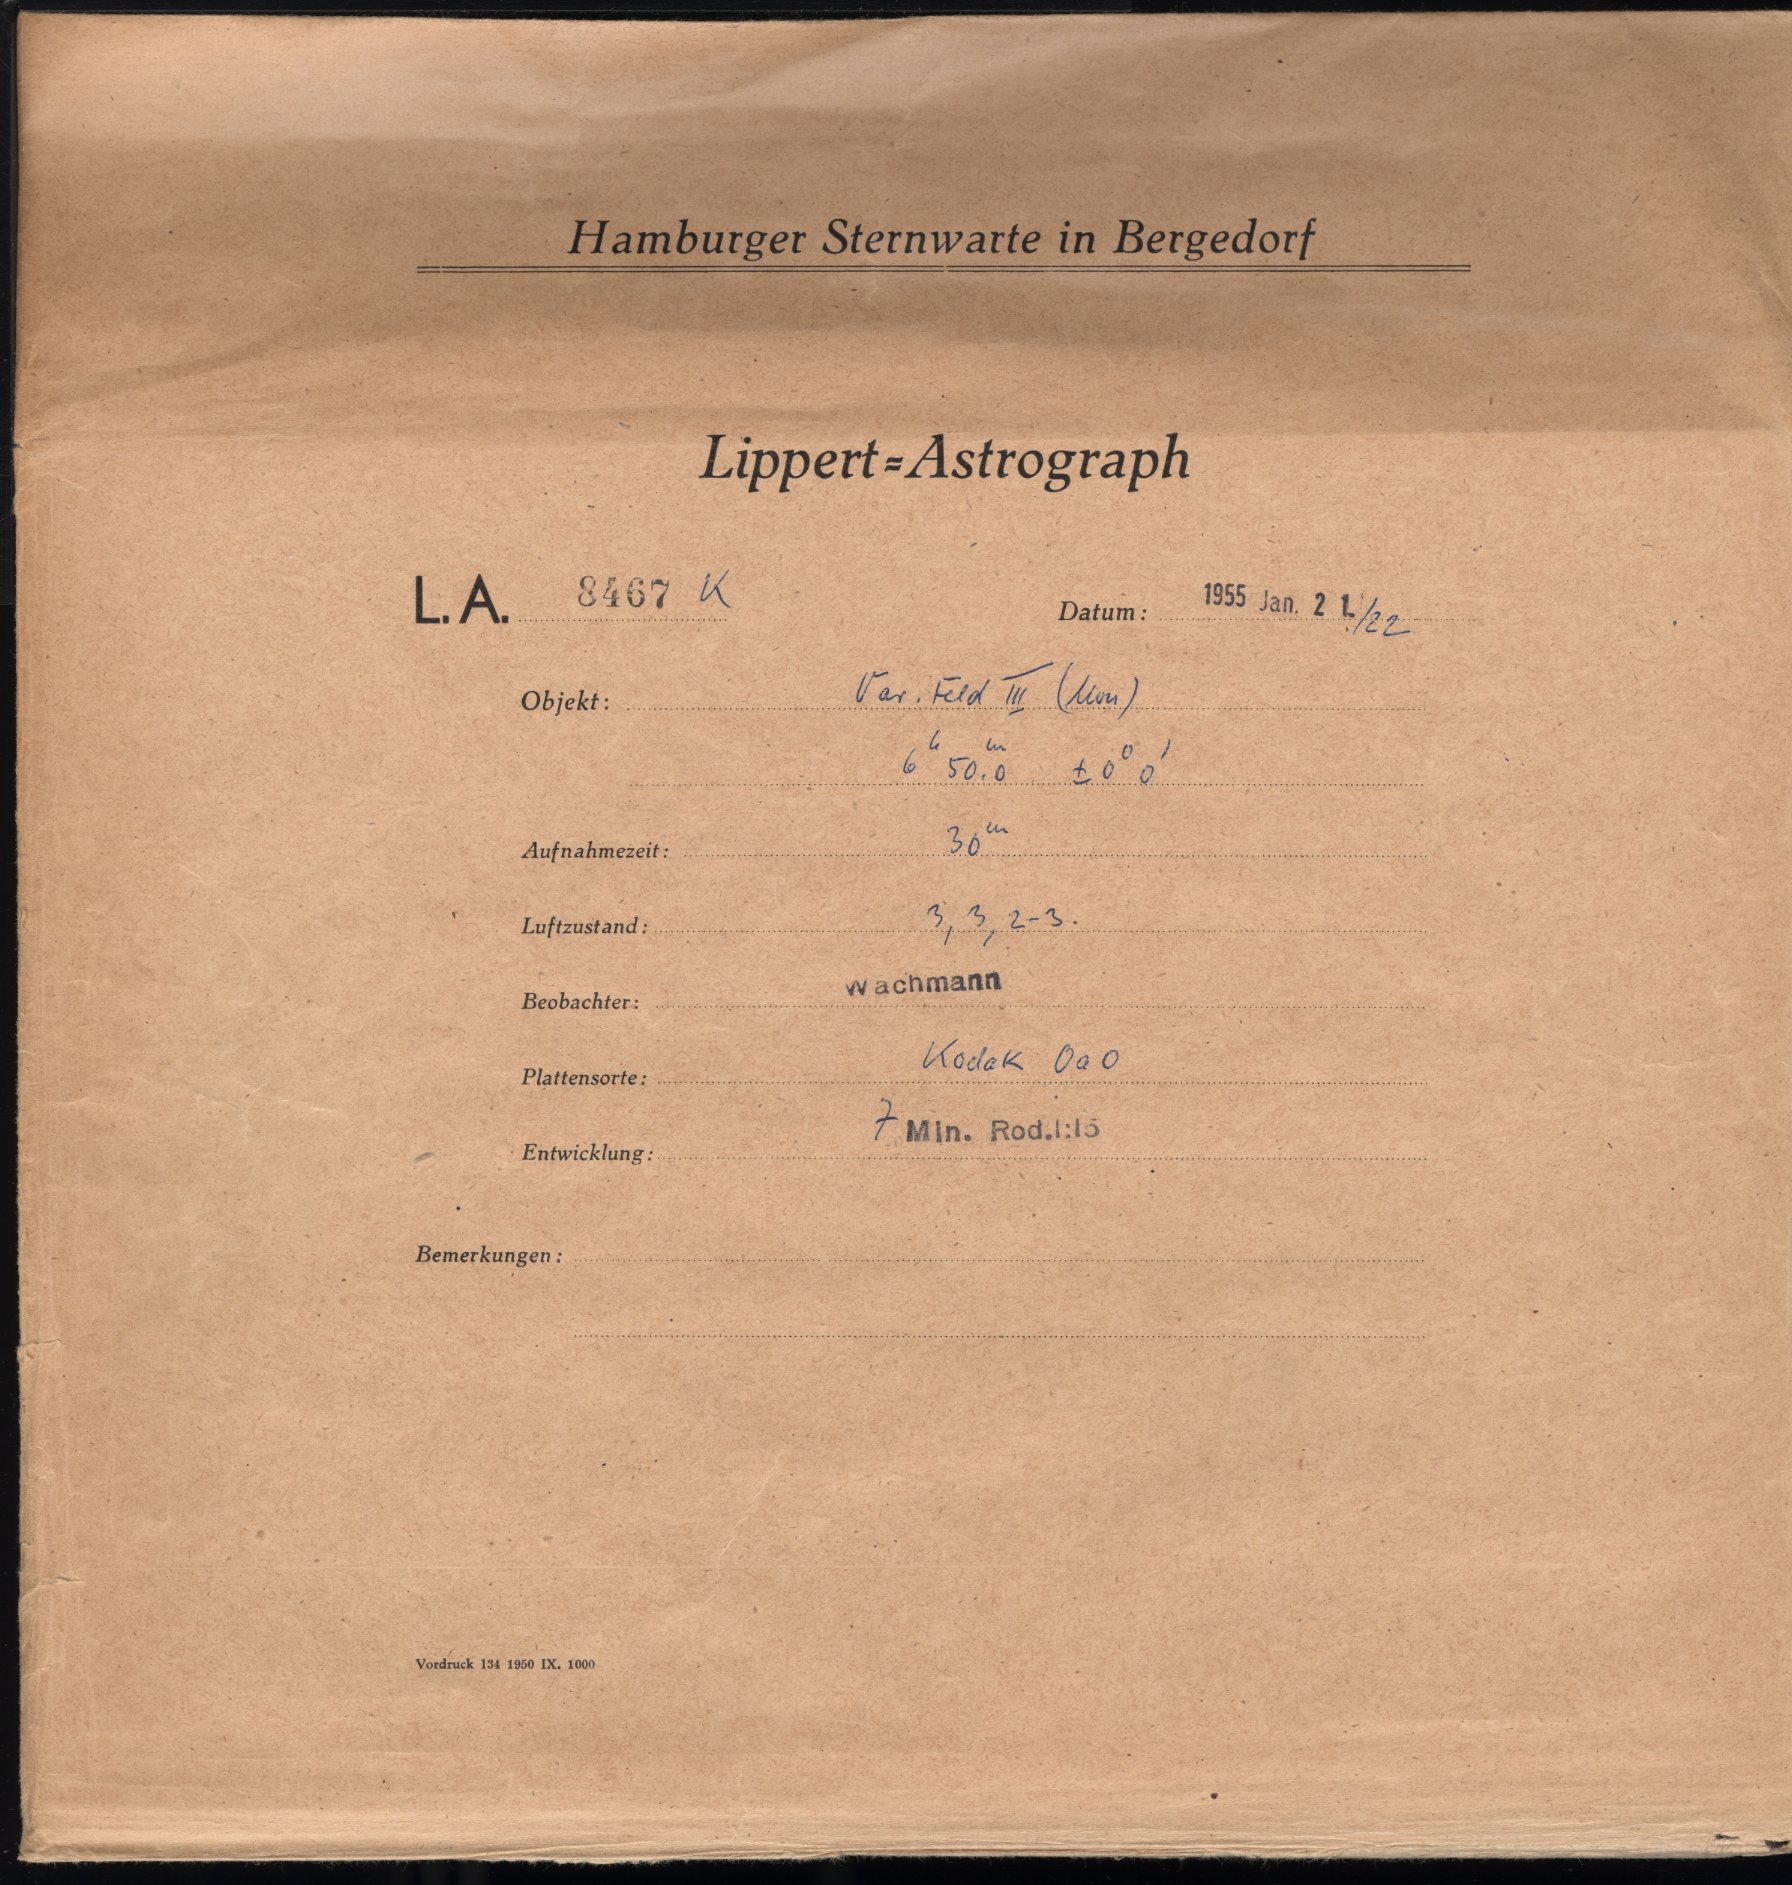 Hamburger Sternwarte in Bergedorf
Lippert=Astrograph
L. A. 8467 K
Datum: 1955 Jan. 21./22
Objekt: Var. Feld III (Mon)
6h 50.m0 ±0° 0'
Aufnahmezeit: 30m
Luftzustand: 3, 3, 2-3.
Beobachter: Wachmann
Plattensorte: Kodak OaO
Entwicklung: 7 Min. Rod.1:15
Bemerkungen:
Vordruck 134 1950 IX. 1000